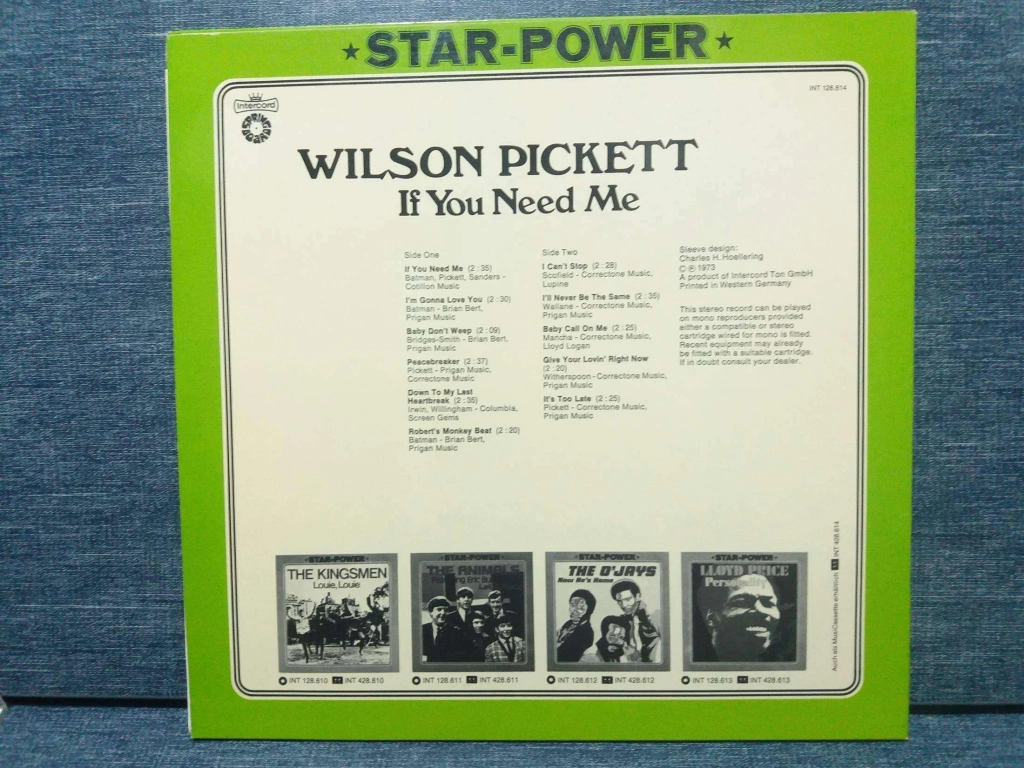 ★ STAR-POWER ★
INT 128.614
Intercord
SPRING BOARD
WILSON PICKETT
If You Need Me
Side One
If You Need Me (2:35)
Batman, Pickett, Sanders -
Cotillon Music
I'm Gonna Love You (2:30)
Batman - Brian Bert,
Prigan Music
Baby Don't Weep (2:09)
Bridges-Smith - Brian Bert,
Prigan Music
Peacebreaker (2:37)
Pickett - Prigan Music,
Correctone Music
Down To My Last
Heartbreak (2:35)
Irwin, Willingham - Columbia,
Screen Gems
Robert's Monkey Beat (2:20)
Batman - Brian Bert,
Prigan Music
Side Two
I Can't Stop (2:28)
Scofield - Correctone Music,
Lupine
I'll Never Be The Same (2:35)
Wellane - Correctone Music,
Prigan Music
Baby Call On Me (2:25)
Mancha - Correctone Music,
Lloyd Logan
Give Your Lovin' Right Now
(2:20)
Witherspoon - Correctone Music,
Prigan Music
It's Too Late (2:25)
Pickett - Correctone Music,
Prigan Music
Sleeve design:
Charles H. Hoellering
© ℗ 1973
A product of Intercord Ton GmbH
Printed in Western Germany
This stereo record can be played
on mono reproducers provided
either a compatible or stereo
cartridge wired for mono is fitted.
Recent equipment may already
be fitted with a suitable cartridge.
If in doubt consult your dealer.
STAR-POWER
THE KINGSMEN
Louie, Louie
INT 128.610 INT 428.610
STAR-POWER
THE ANIMALS
INT 128.611 INT 428.611
STAR-POWER
THE O'JAYS
Now He's Home
INT 128.612 INT 428.612
STAR-POWER
LLOYD PRICE
Personality
INT 128.613 INT 428.613
Auch als MusiCassette erhältlich INT 428.614